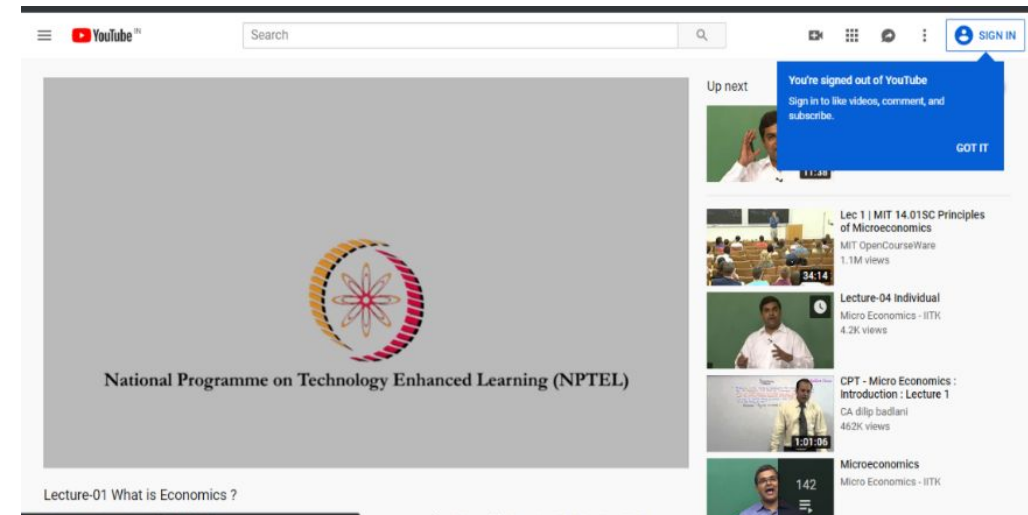 YouTube IN
Search
SIGN IN
You're signed out of YouTube
Sign in to like videos, comment, and
subscribe.
GOT IT
Up next
11:38
Lec 1 | MIT 14.01SC Principles
of Microeconomics
MIT OpenCourseWare
1.1M views
34:14
Lecture-04 Individual
Micro Economics - IITK
4.2K views
CPT - Micro Economics :
Introduction : Lecture 1
CA dilip badlani
462K views
1:01:06
Microeconomics
Micro Economics - IITK
142
National Programme on Technology Enhanced Learning (NPTEL)
Lecture-01 What is Economics ?